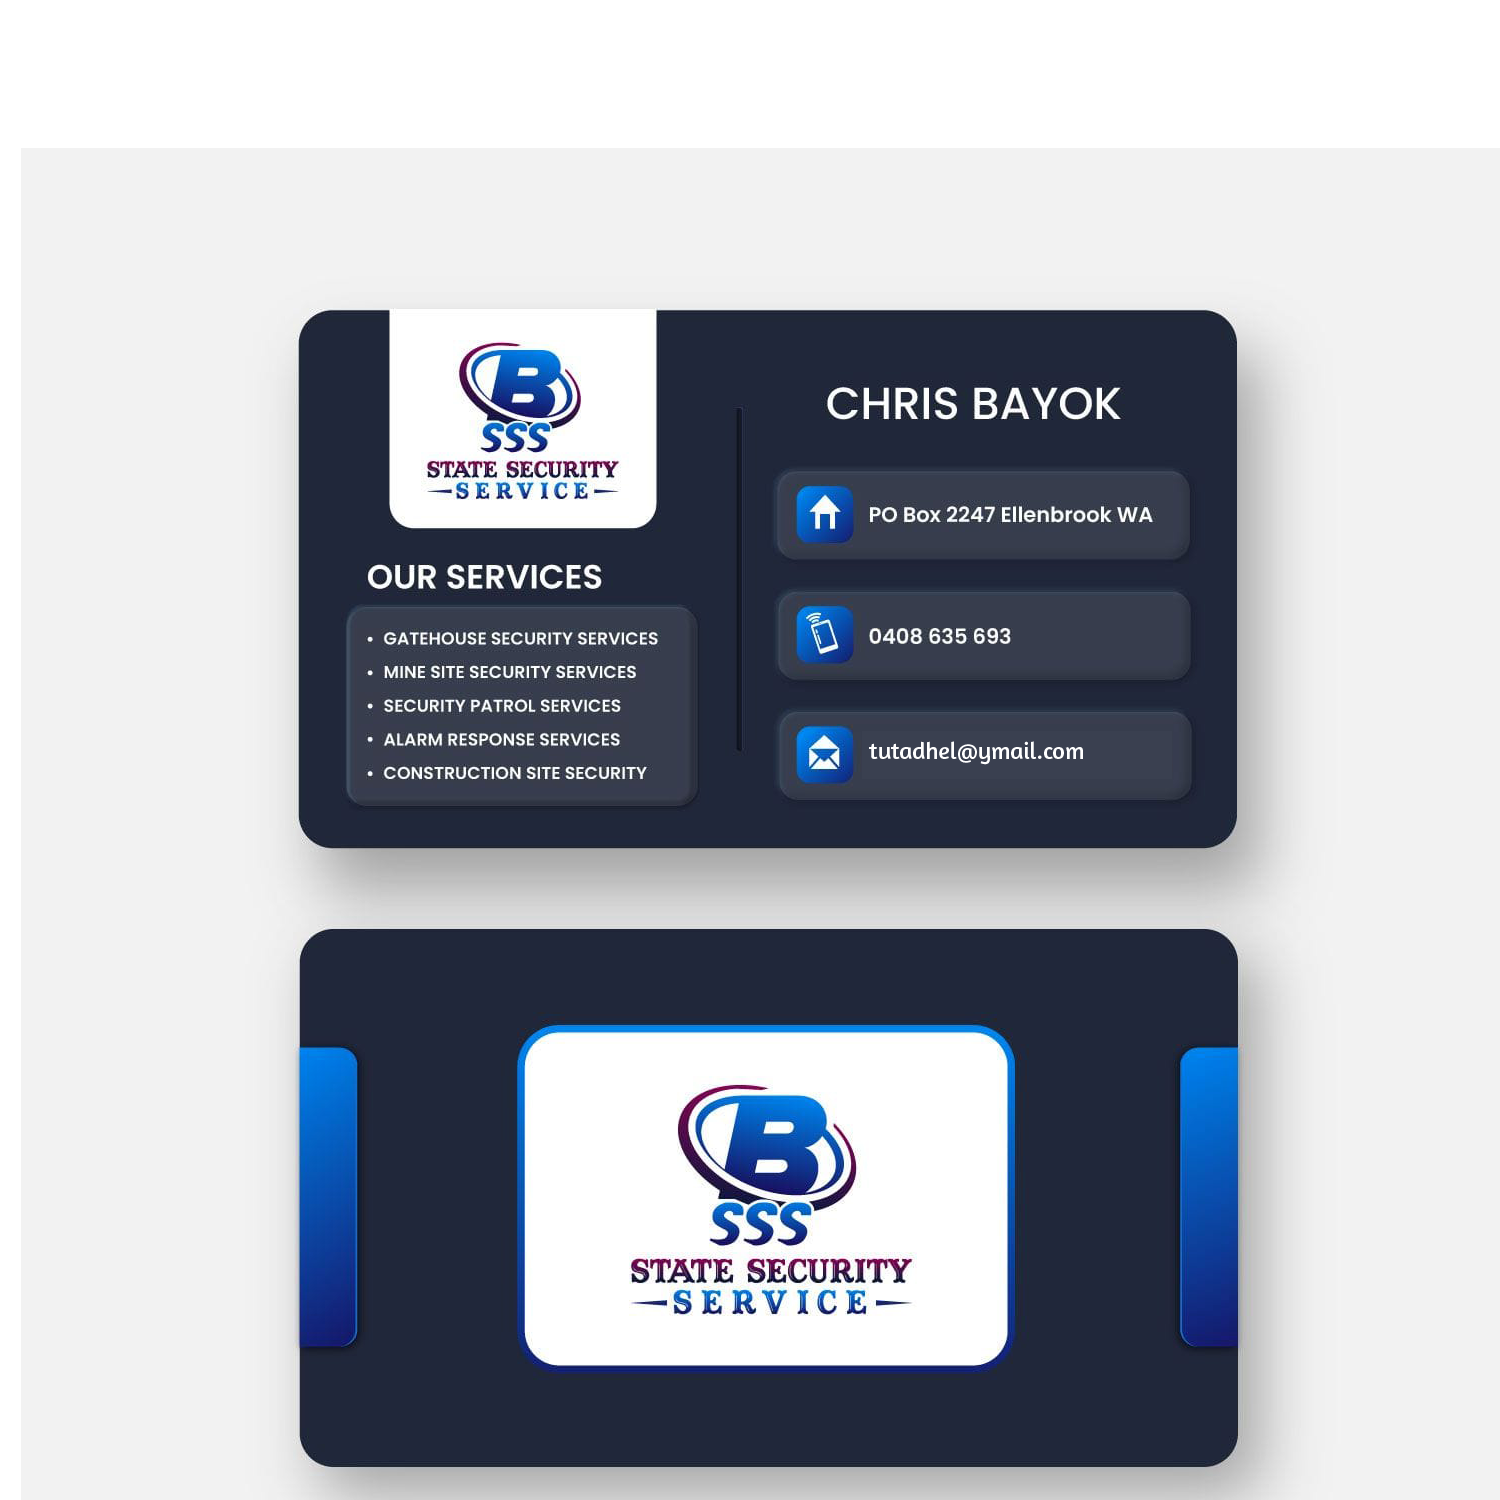 B
SSS
STATE SECURITY
SERVICE
OUR SERVICES
• GATEHOUSE SECURITY SERVICES
• MINE SITE SECURITY SERVICES
• SECURITY PATROL SERVICES
• ALARM RESPONSE SERVICES
• CONSTRUCTION SITE SECURITY
CHRIS BAYOK
PO Box 2247 Ellenbrook WA
0408 635 693
tutadhel@ymail.com
B
SSS
STATE SECURITY
SERVICE